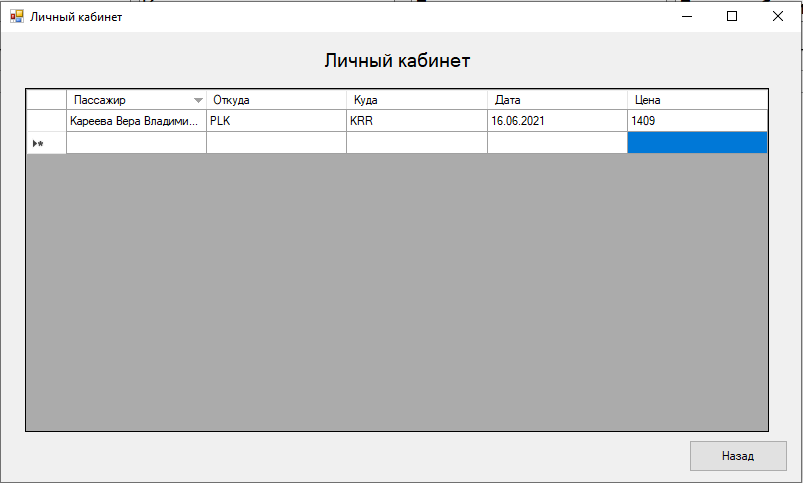 Личный кабинет
Личный кабинет
Пассажир Откуда Куда Дата Цена
Кареева Вера Владими... PLK KRR 16.06.2021 1409
Назад